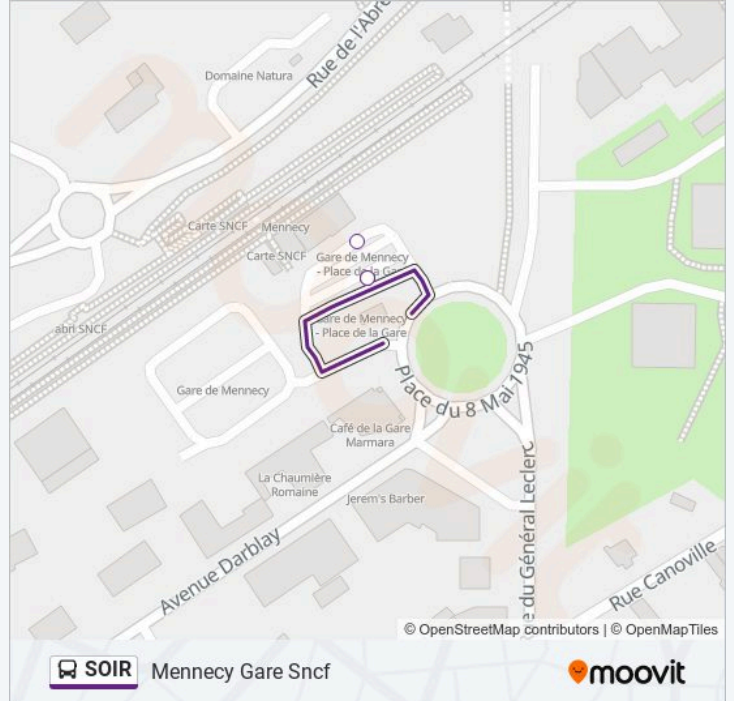 Rue de l'Abre
Domaine Natura
Carte SNCF
Mennecy
Carte SNCF
Gare de Mennecy
- Place de la Gare
Gare de Mennecy
- Place de la Gare
abri SNCF
Gare de Mennecy
Place du 8 Mai 1945
Café de la Gare
Marmara
La Chaumière
Romaine
Jerem's Barber
Avenue Darblay
e du Général Leclerc
Rue Canoville
© OpenStreetMap contributors | © OpenMapTiles
SOIR Mennecy Gare Sncf
moovit